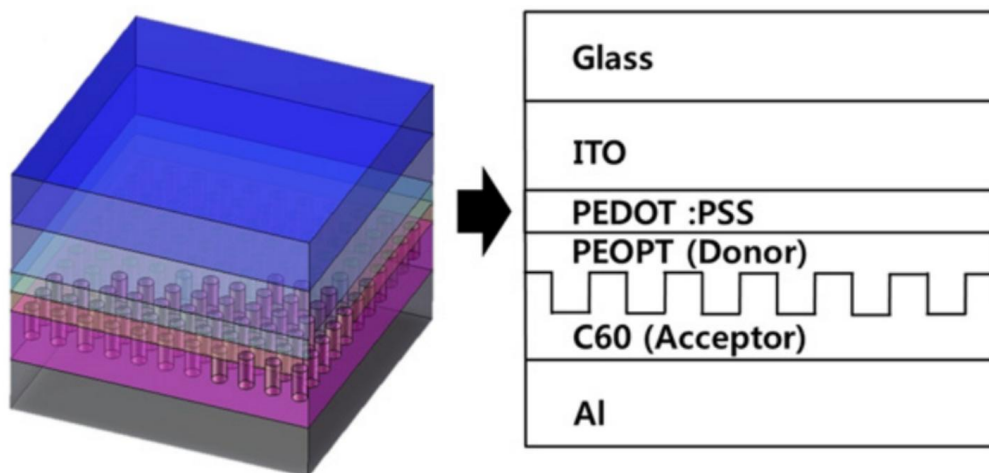 Glass
ITO
PEDOT :PSS
PEOPT (Donor)
C60 (Acceptor)
Al